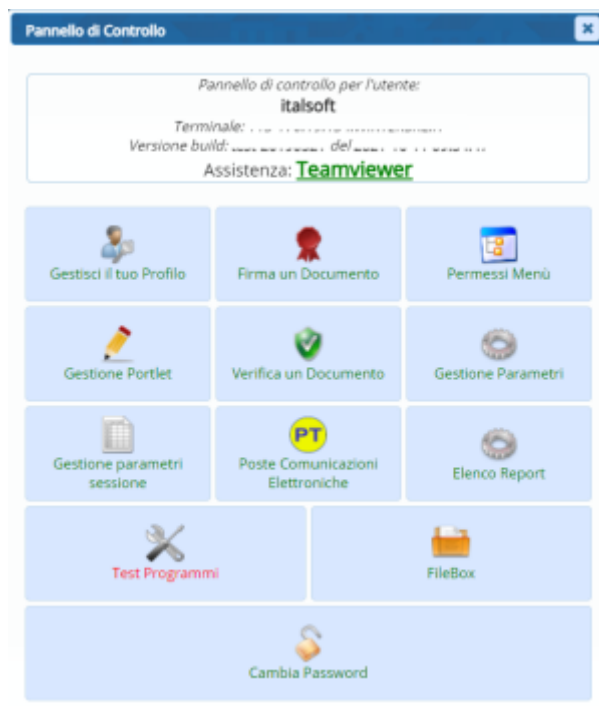 Pannello di Controllo
Pannello di controllo per l'utente:
italsoft
Terminale:
Versione build: del
Assistenza: Teamviewer
Gestisci il tuo Profilo
Firma un Documento
Permessi Menù
Gestione Portlet
Verifica un Documento
Gestione Parametri
Gestione parametri
sessione
PT
Poste Comunicazioni
Elettroniche
Elenco Report
Test Programmi
FileBox
Cambia Password